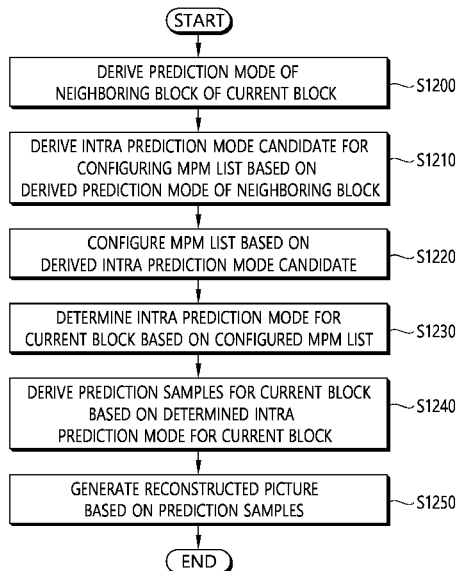 START
DERIVE PREDICTION MODE OF
NEIGHBORING BLOCK OF CURRENT BLOCK
S1200
DERIVE INTRA PREDICTION MODE CANDIDATE FOR
CONFIGURING MPM LIST BASED ON
DERIVED PREDICTION MODE OF NEIGHBORING BLOCK
S1210
CONFIGURE MPM LIST BASED ON
DERIVED INTRA PREDICTION MODE CANDIDATE
S1220
DETERMINE INTRA PREDICTION MODE FOR
CURRENT BLOCK BASED ON CONFIGURED MPM LIST
S1230
DERIVE PREDICTION SAMPLES FOR CURRENT BLOCK
BASED ON DETERMINED INTRA
PREDICTION MODE FOR CURRENT BLOCK
S1240
GENERATE RECONSTRUCTED PICTURE
BASED ON PREDICTION SAMPLES
S1250
END